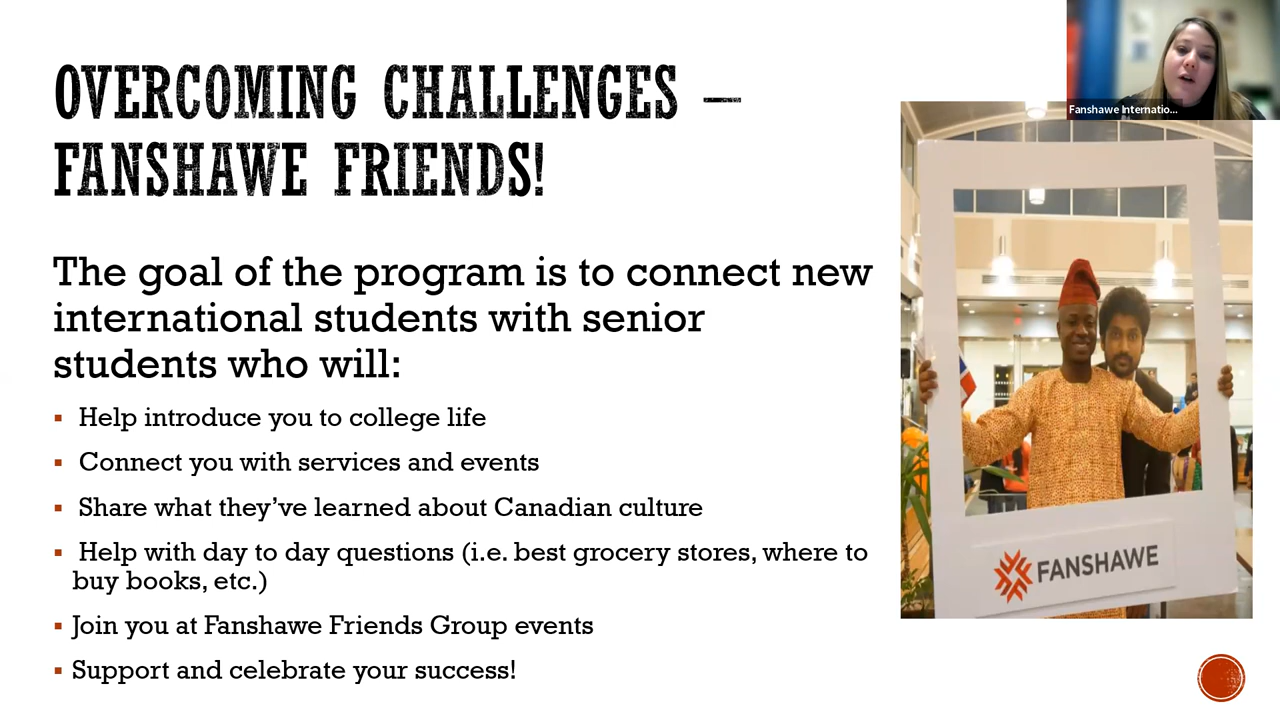 OVERCOMING CHALLENGES –
FANSHAWE FRIENDS!
The goal of the program is to connect new
international students with senior
students who will:
▪ Help introduce you to college life
▪ Connect you with services and events
▪ Share what they’ve learned about Canadian culture
▪ Help with day to day questions (i.e. best grocery stores, where to
buy books, etc.)
▪ Join you at Fanshawe Friends Group events
▪ Support and celebrate your success!
Fanshawe Internatio...
FANSHAWE